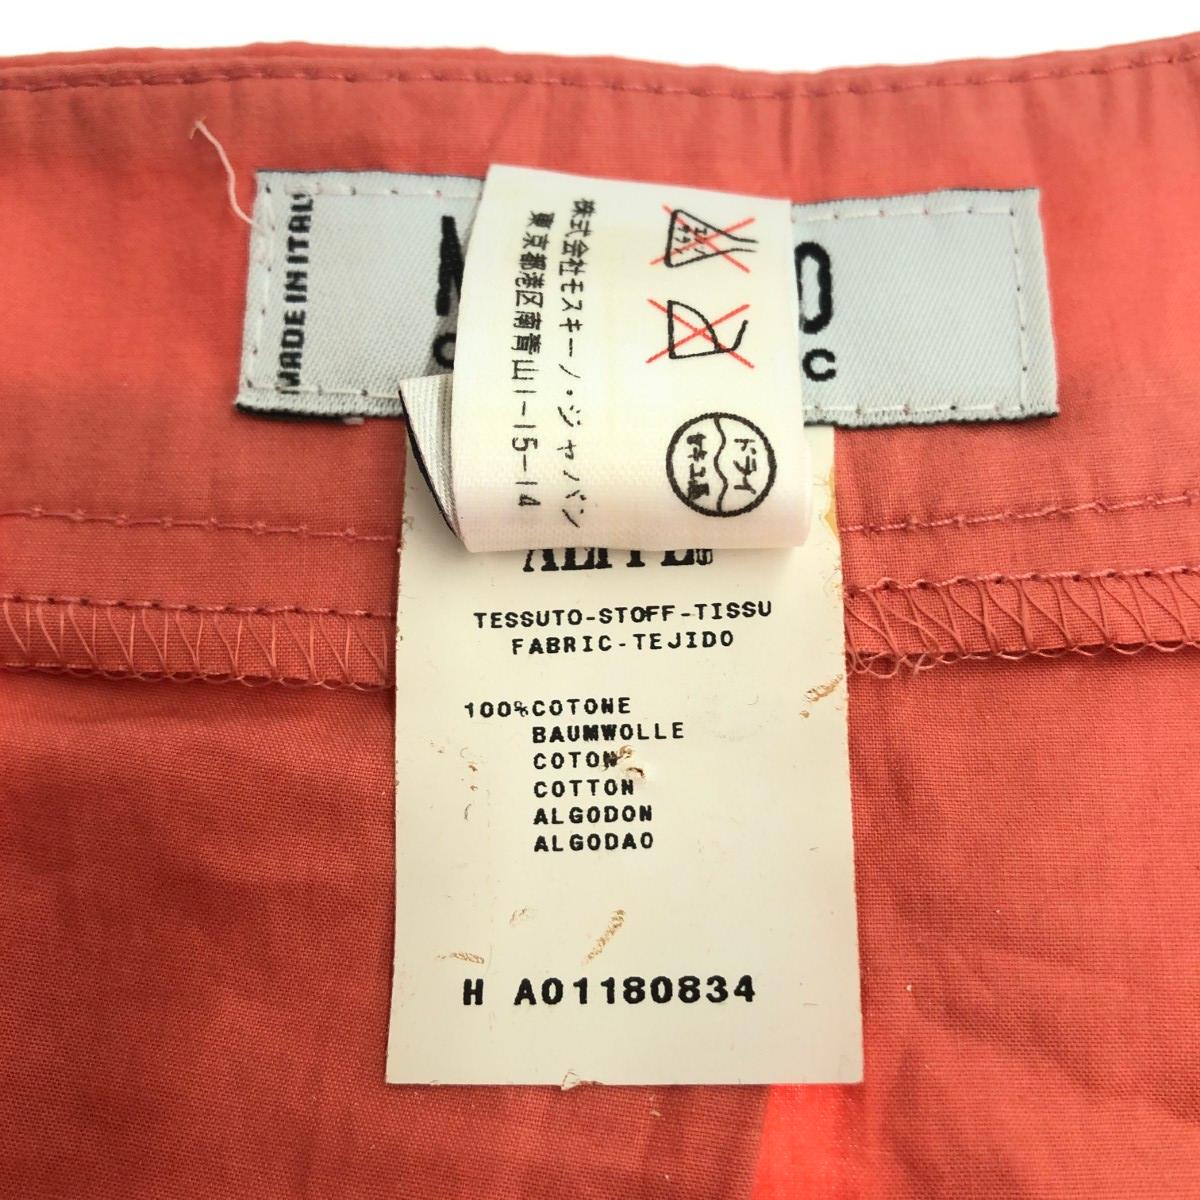 MADE IN ITALY
株式会社モスキーノ・ジャパン
東京都港区南青山1-15-14
ドライ
TESSUTO-STOFF-TISSU
FABRIC-TEJIDO
100%COTONE
BAUMWOLLE
COTON
COTTON
ALGODON
ALGODAO
H A01180834